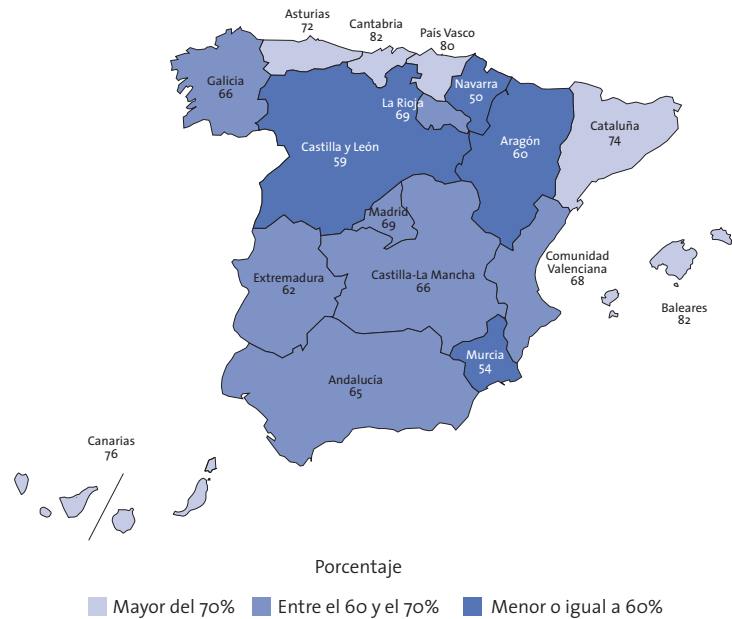 Asturias
72
Cantabria
82
País Vasco
80
Galicia
66
La Rioja
69
Navarra
50
Cataluña
74
Castilla y León
59
Aragón
60
Madrid
69
Comunidad
Valenciana
68
Extremadura
62
Castilla-La Mancha
66
Baleares
82
Murcia
54
Andalucía
65
Canarias
76
Porcentaje
Mayor del 70% Entre el 60 y el 70% Menor o igual a 60%